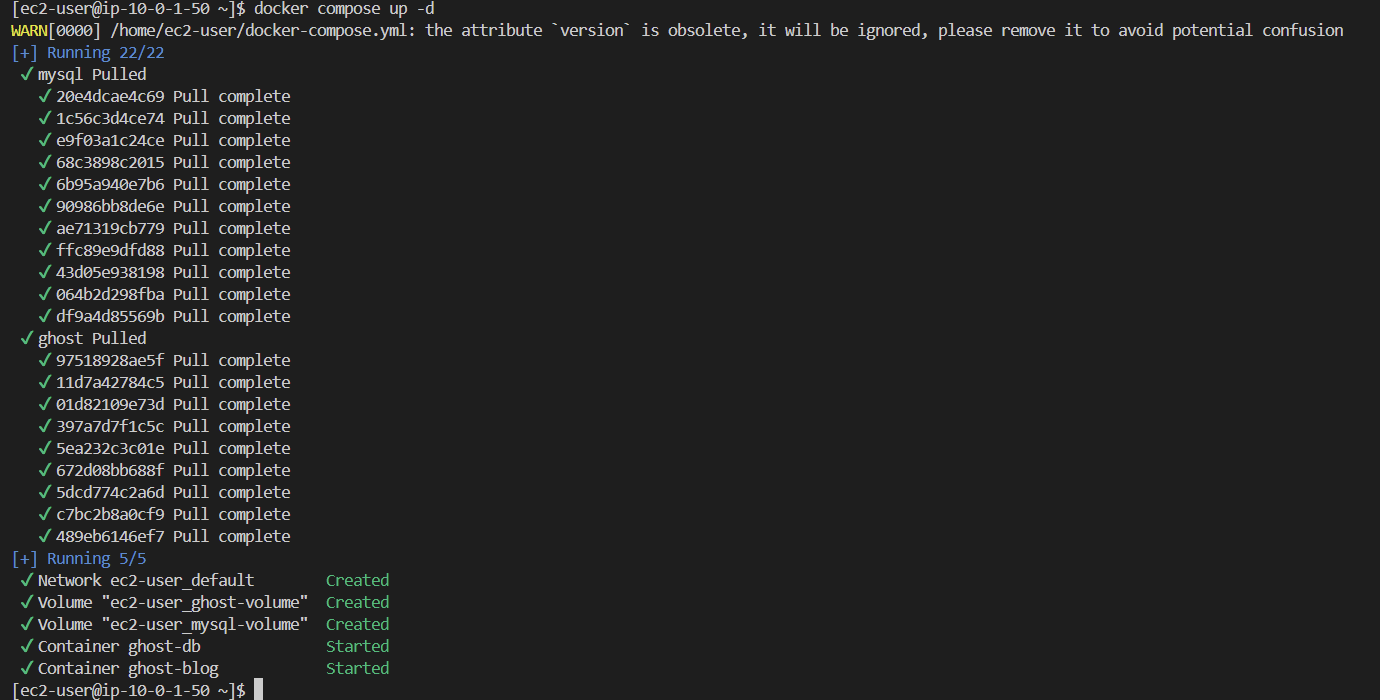 [ec2-user@ip-10-0-1-50 ~]$ docker compose up -d
WARN[0000] /home/ec2-user/docker-compose.yml: the attribute `version` is obsolete, it will be ignored, please remove it to avoid potential confusion
[+] Running 22/22
✓ mysql Pulled
✓ 20e4dcae4c69 Pull complete
✓ 1c56c3d4ce74 Pull complete
✓ e9f03a1c24ce Pull complete
✓ 68c3898c2015 Pull complete
✓ 6b95a940e7b6 Pull complete
✓ 90986bb8de6e Pull complete
✓ ae71319cb779 Pull complete
✓ ffc89e9dfd88 Pull complete
✓ 43d05e938198 Pull complete
✓ 064b2d298fba Pull complete
✓ df9a4d85569b Pull complete
✓ ghost Pulled
✓ 97518928ae5f Pull complete
✓ 11d7a42784c5 Pull complete
✓ 01d82109e73d Pull complete
✓ 397a7d7f1c5c Pull complete
✓ 5ea232c3c01e Pull complete
✓ 672d08bb688f Pull complete
✓ 5dcd774c2a6d Pull complete
✓ c7bc2b8a0cf9 Pull complete
✓ 489eb6146ef7 Pull complete
[+] Running 5/5
✓ Network ec2-user_default Created
✓ Volume "ec2-user_ghost-volume" Created
✓ Volume "ec2-user_mysql-volume" Created
✓ Container ghost-db Started
✓ Container ghost-blog Started
[ec2-user@ip-10-0-1-50 ~]$